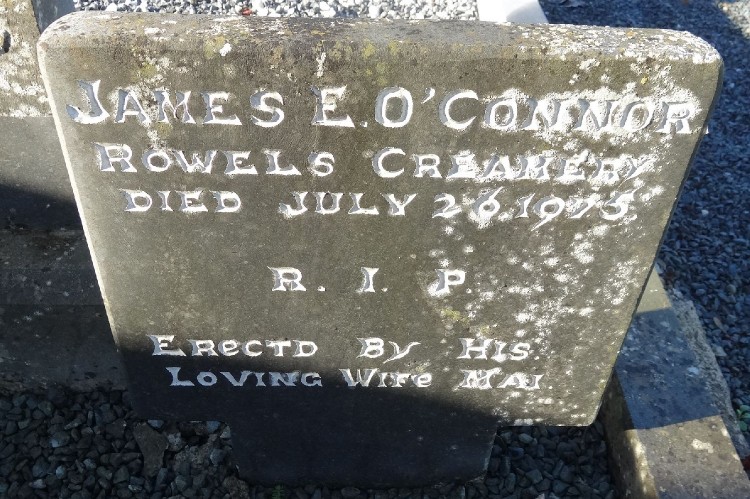 JAMES E. O'CONNOR
ROWELS CREAMERY
DIED JULY 26.1975.
R. I. P
ERECTD BY HIS
LOVING WIFE MAI